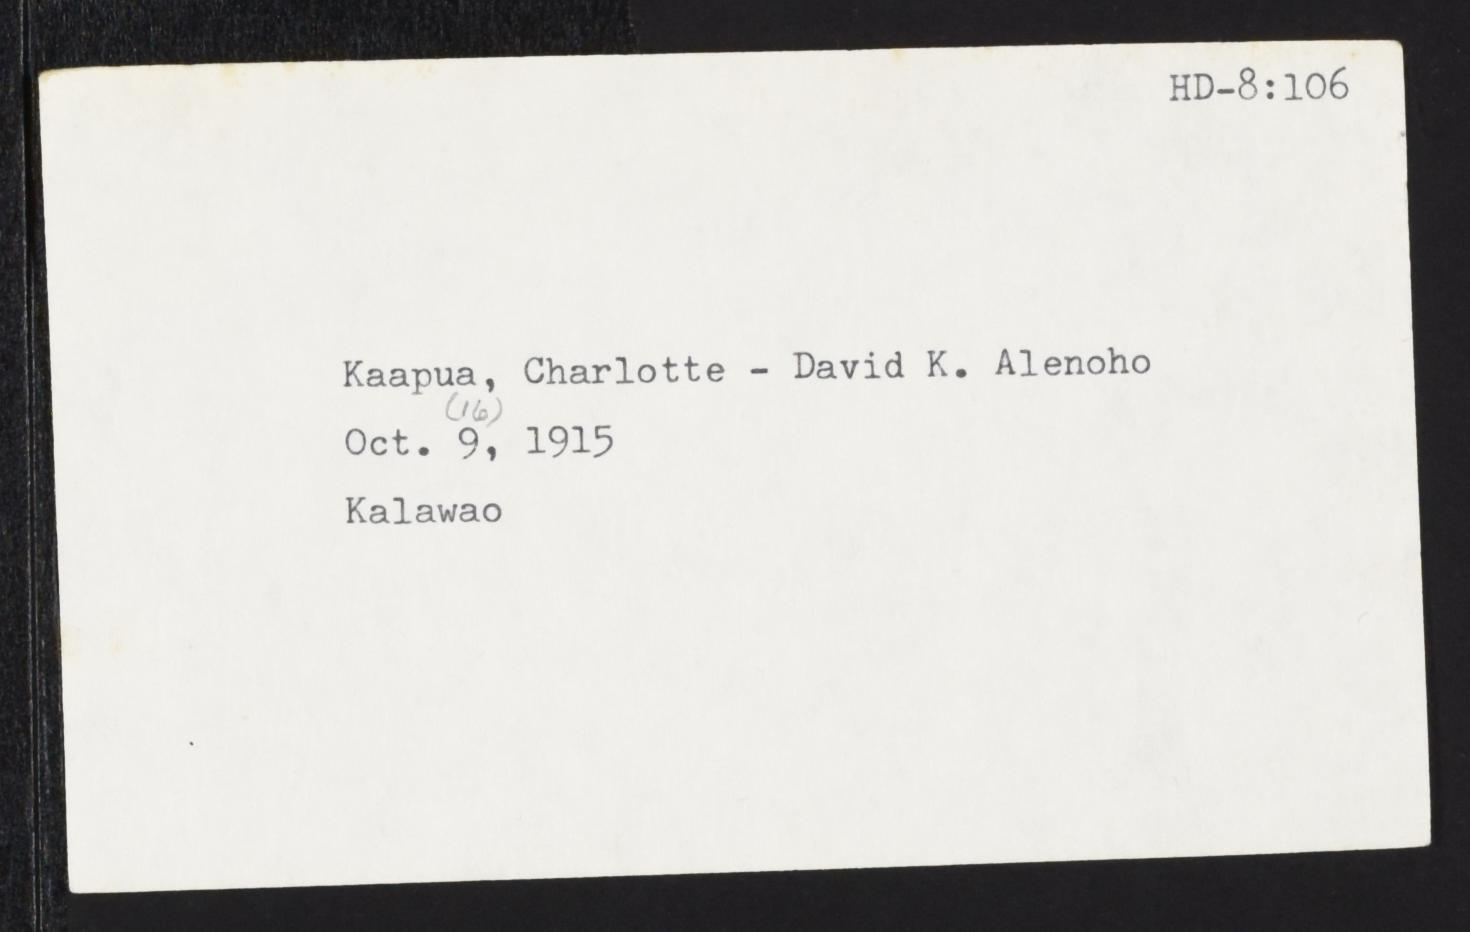 HD-8:106
Kaapua, Charlotte - David K. Alenoho
(16)
Oct. 9, 1915
Kalawao